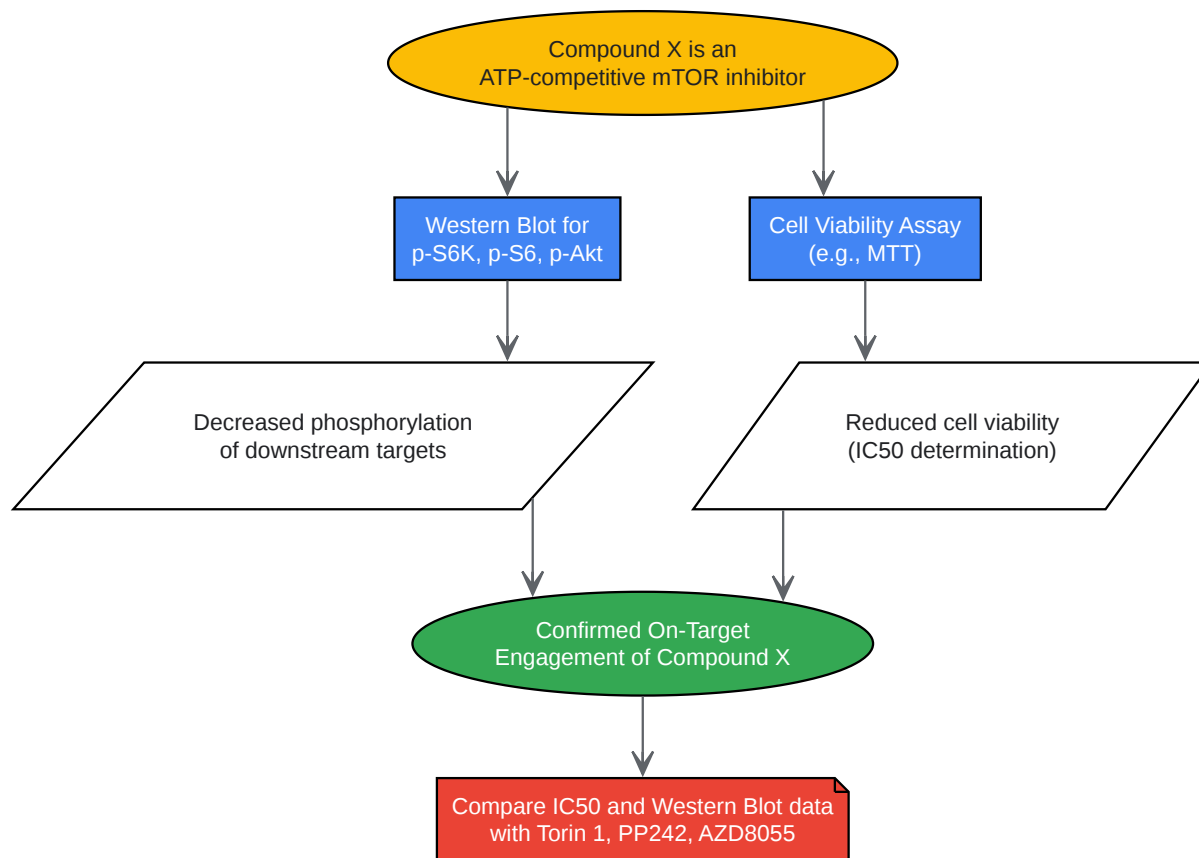 Compound X is an
ATP-competitive mTOR inhibitor
Western Blot for
p-S6K, p-S6, p-Akt
Cell Viability Assay
(e.g., MTT)
Decreased phosphorylation
of downstream targets
Reduced cell viability
(IC50 determination)
Confirmed On-Target
Engagement of Compound X
Compare IC50 and Western Blot data
with Torin 1, PP242, AZD8055